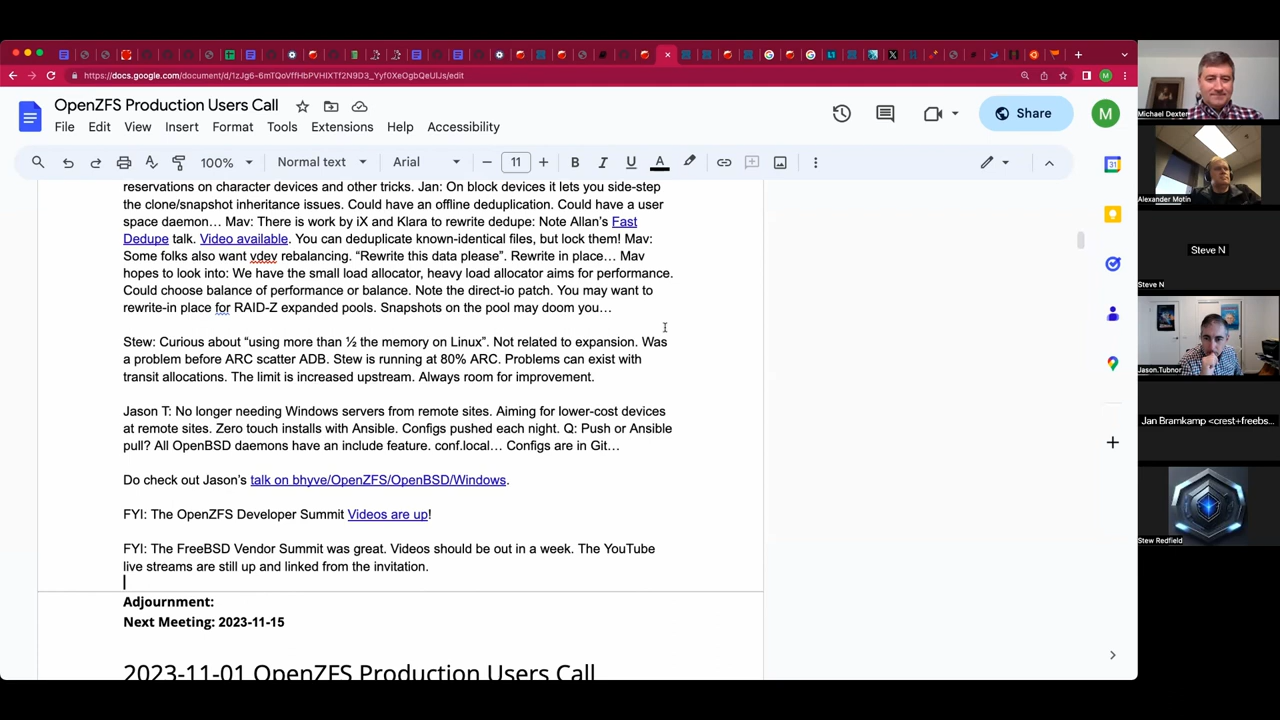 https://docs.google.com/document/d/1zJg6-6mTQoVffHbPVHIXTf2N9D3_Yyf0XeOgbQeUIJs/edit
OpenZFS Production Users Call
File Edit View Insert Format Tools Extensions Help Accessibility
Share
M
100% Normal text Arial 11 B I U A
reservations on character devices and other tricks. Jan: On block devices it lets you side-step
the clone/snapshot inheritance issues. Could have an offline deduplication. Could have a user
space daemon… Mav: There is work by iX and Klara to rewrite dedupe: Note Allan’s Fast
Dedupe talk. Video available. You can deduplicate known-identical files, but lock them! Mav:
Some folks also want vdev rebalancing. “Rewrite this data please”. Rewrite in place… Mav
hopes to look into: We have the small load allocator, heavy load allocator aims for performance.
Could choose balance of performance or balance. Note the direct-io patch. You may want to
rewrite-in place for RAID-Z expanded pools. Snapshots on the pool may doom you…
Stew: Curious about “using more than ½ the memory on Linux”. Not related to expansion. Was
a problem before ARC scatter ADB. Stew is running at 80% ARC. Problems can exist with
transit allocations. The limit is increased upstream. Always room for improvement.
Jason T: No longer needing Windows servers from remote sites. Aiming for lower-cost devices
at remote sites. Zero touch installs with Ansible. Configs pushed each night. Q: Push or Ansible
pull? All OpenBSD daemons have an include feature. conf.local… Configs are in Git…
Do check out Jason’s talk on bhyve/OpenZFS/OpenBSD/Windows.
FYI: The OpenZFS Developer Summit Videos are up!
FYI: The FreeBSD Vendor Summit was great. Videos should be out in a week. The YouTube
live streams are still up and linked from the invitation.
Adjournment:
Next Meeting: 2023-11-15
2023-11-01 OpenZFS Production Users Call
Michael Dexter
Alexander Motin
Steve N
Steve N
Jason.Tubnor
Jan Bramkamp <crest+freebs...
Stew Redfield